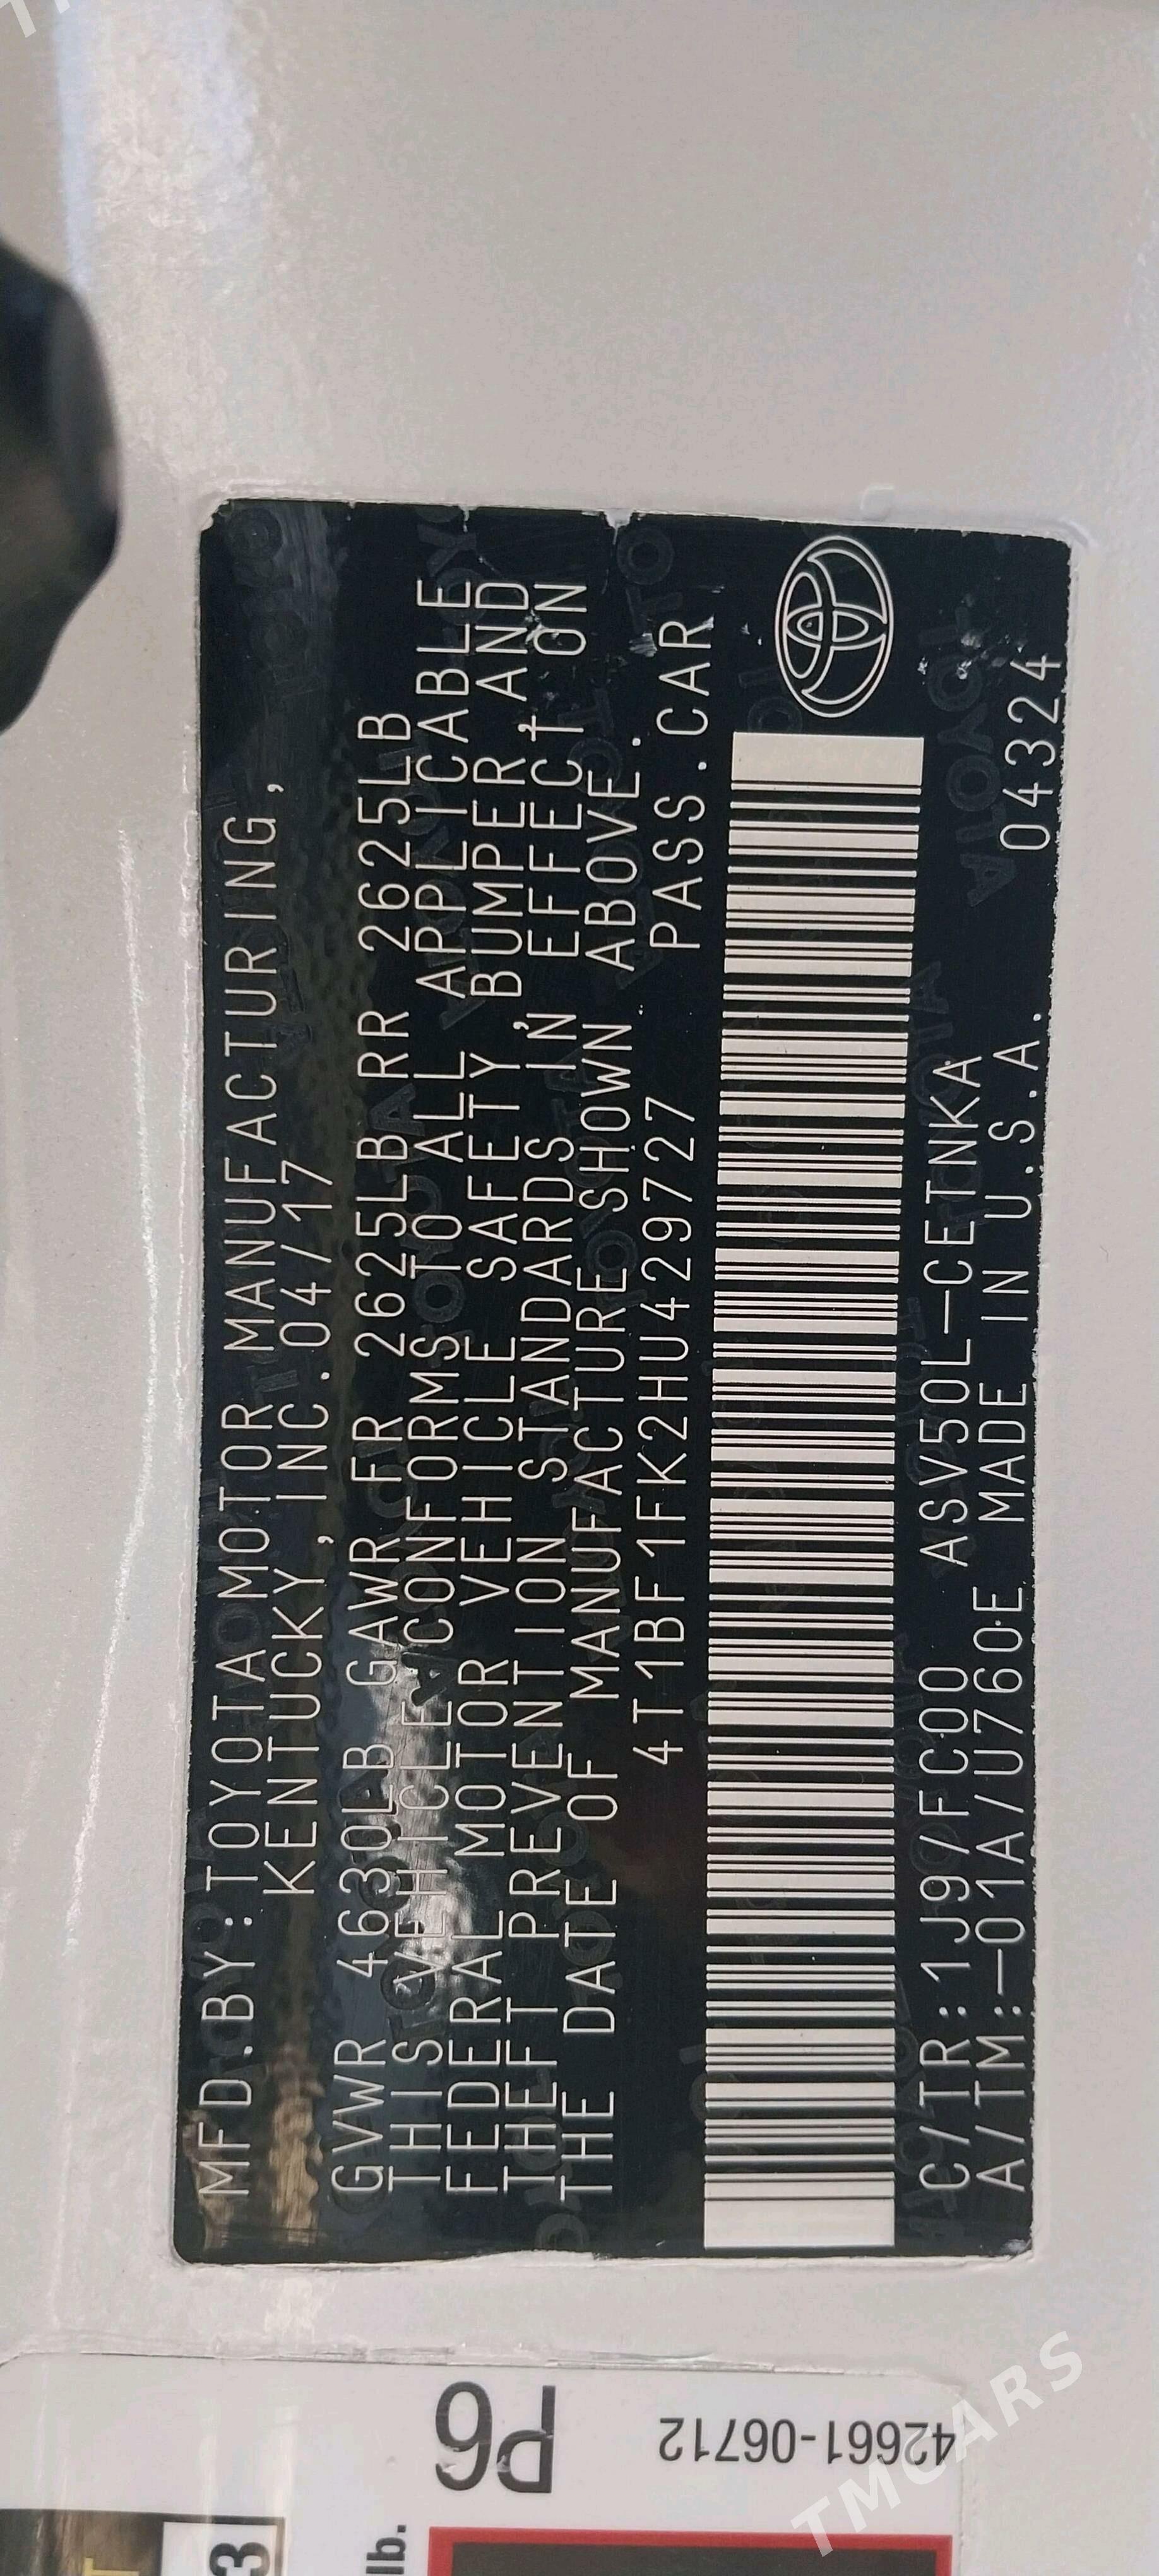 MFD.BY:TOYOTA MOTOR MANUFACTURING,
KENTUCKY, INC.04/17
GVWR 4630LB GAWR FR 2625LB RR 2625LB
THIS VEHICLE CONFORMS TO ALL APPLICABLE
FEDERAL MOTOR VEHICLE SAFETY, BUMPER AND
THEFT PREVENTION STANDARDS IN EFFECT ON
THE DATE OF MANUFACTURE SHOWN ABOVE.
4T1BF1FK2HU429727 PASS.CAR
C/TR:1J9/FC00 ASV50L-CETNKA
A/TM:-01A/U760E MADE IN U.S.A.
04324
P6
42661-06712
lb.
3
TMCARS